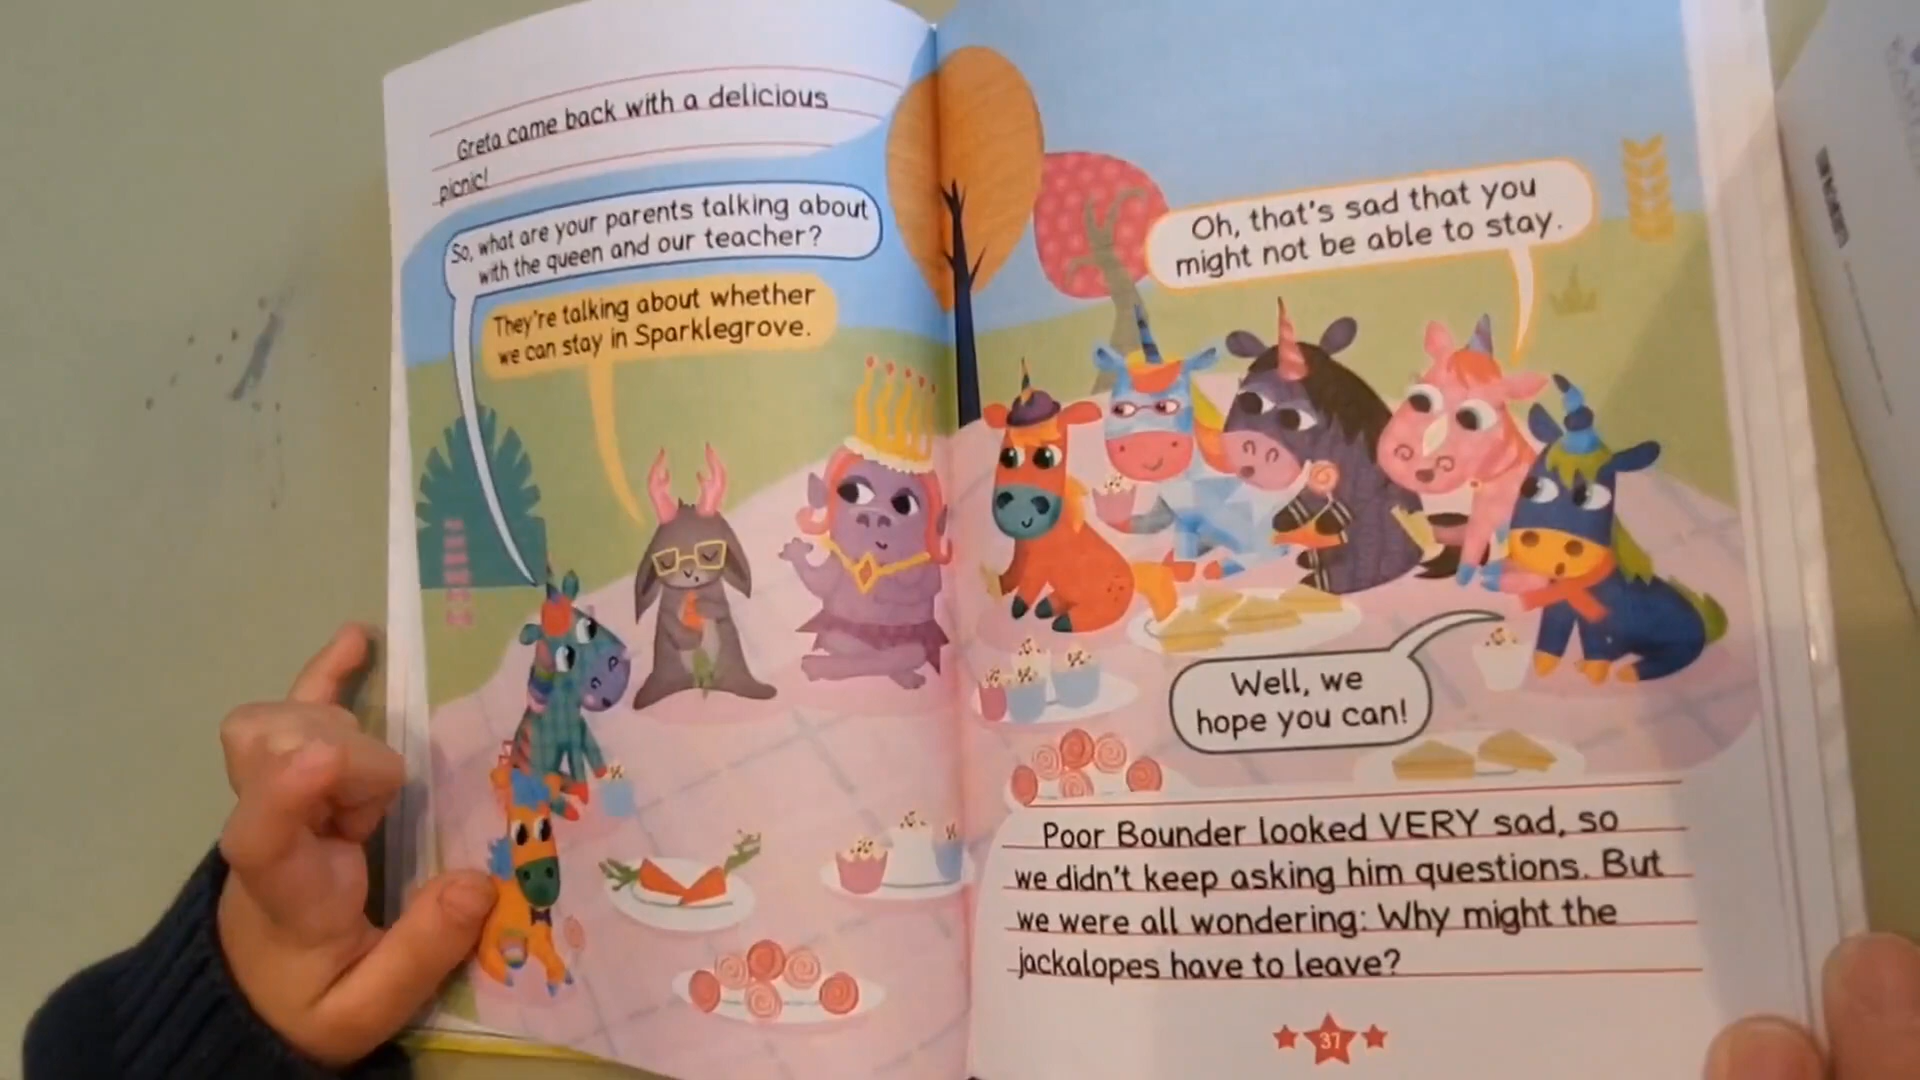 Greta came back with a delicious
picnic!
So, what are your parents talking about
with the queen and our teacher?
They're talking about whether
we can stay in Sparklegrove.
Oh, that's sad that you
might not be able to stay.
Well, we
hope you can!
Poor Bounder looked VERY sad, so
we didn't keep asking him questions. But
we were all wondering: Why might the
jackalopes have to leave?
37